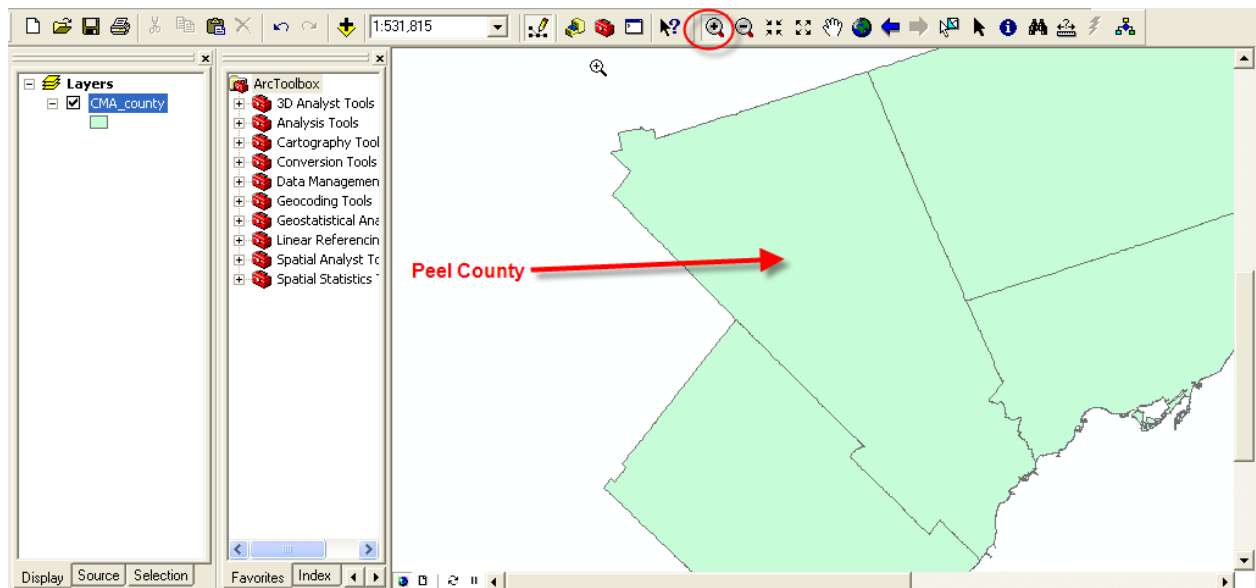 1:531,815
Layers
CMA_county
ArcToolbox
3D Analyst Tools
Analysis Tools
Cartography Tool
Conversion Tools
Data Managemen
Geocoding Tools
Geostatistical Ana
Linear Referencin
Spatial Analyst To
Spatial Statistics
Peel County
Display
Source
Selection
Favorites
Index